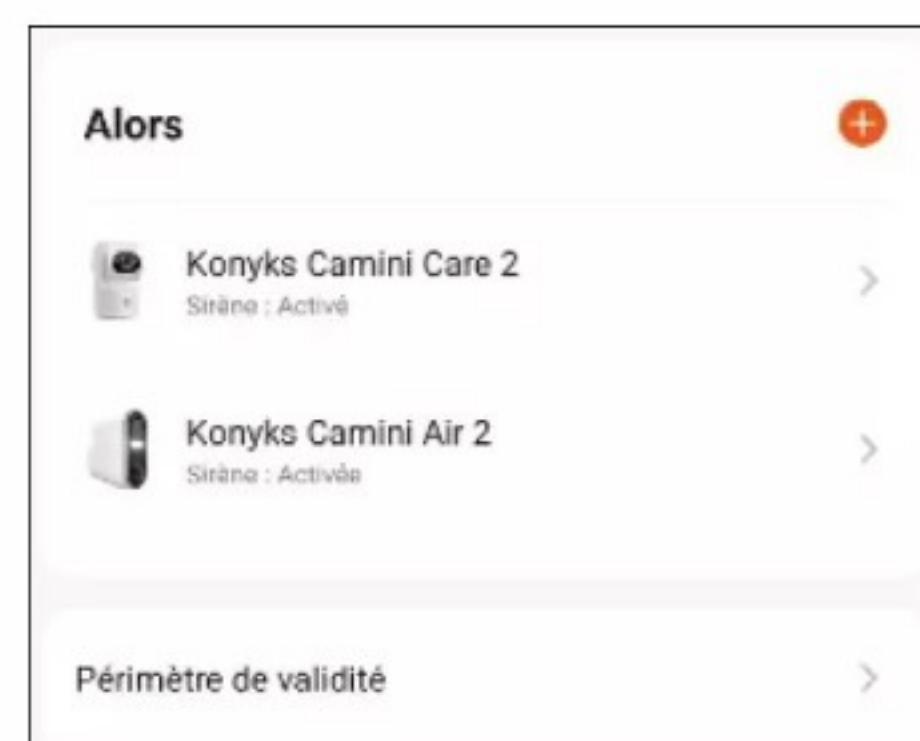 Alors
Konyks Camini Care 2
Sirène : Activé
Konyks Camini Air 2
Sirène : Activée
Périmètre de validité